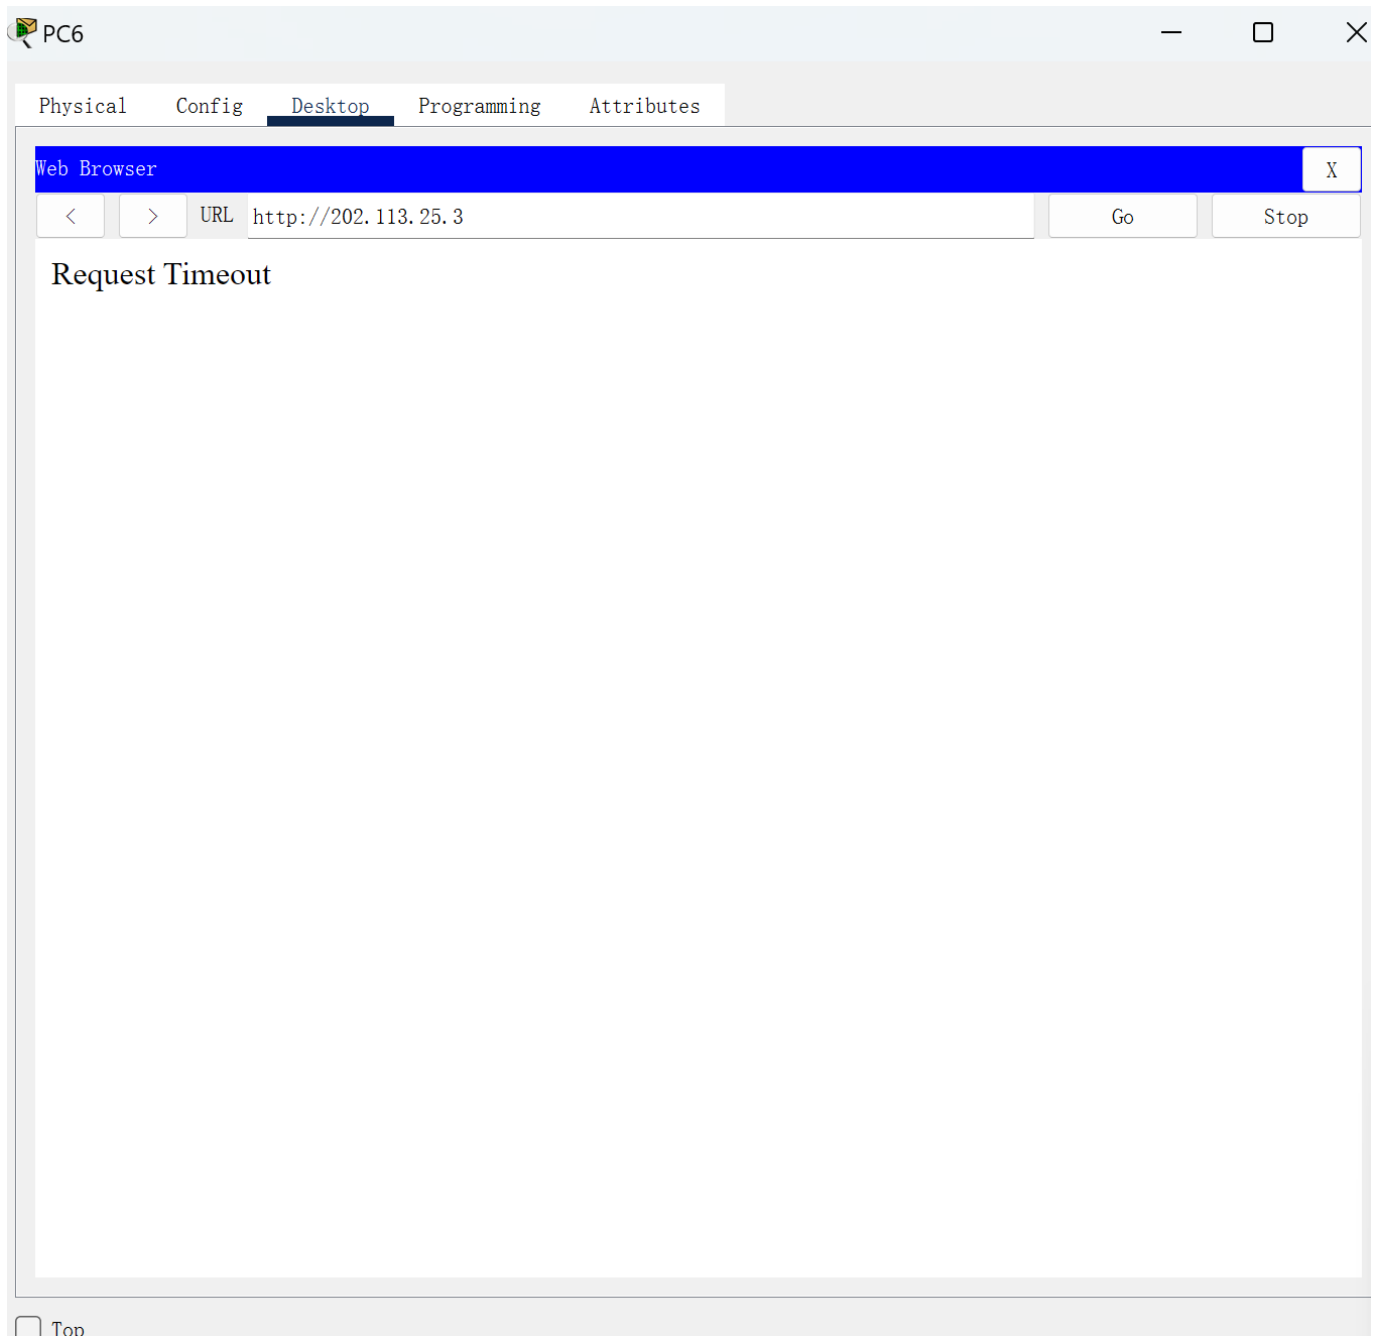 PC6
Physical Config Desktop Programming Attributes
Web Browser X
< > URL http://202.113.25.3 Go Stop
Request Timeout
Top